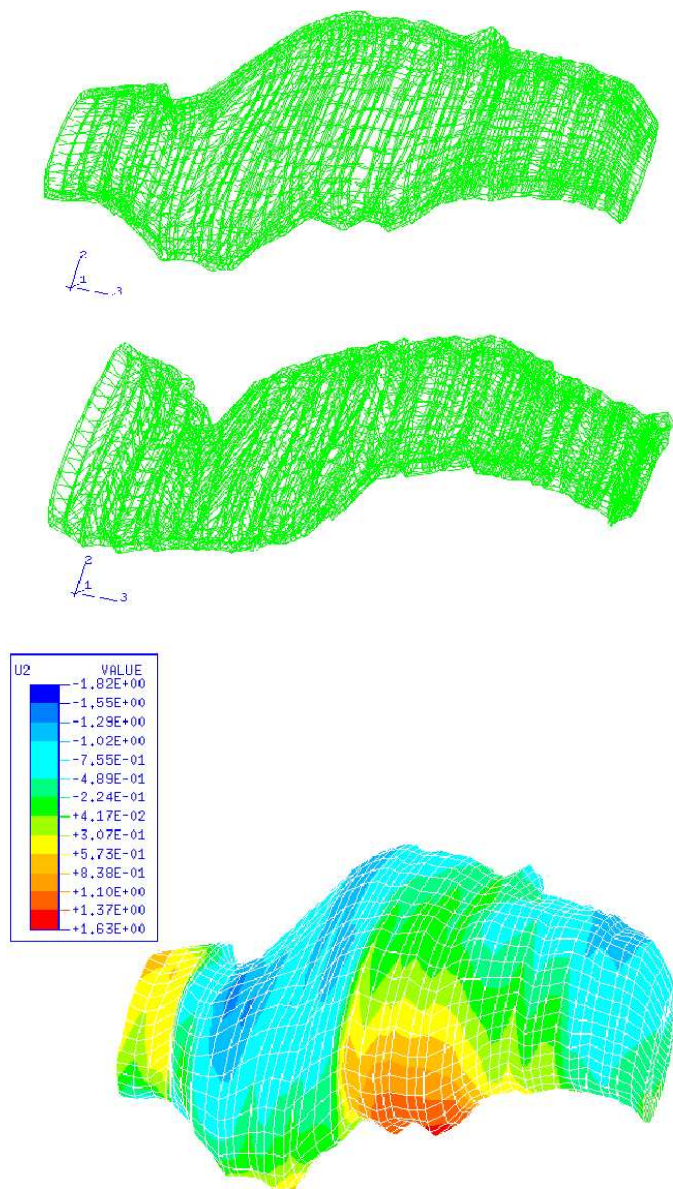 2
1
3
2
1
3
U2 VALUE
-1.82E+00
-1.55E+00
-1.29E+00
-1.02E+00
-7.55E-01
-4.89E-01
-2.24E-01
+4.17E-02
+3.07E-01
+5.73E-01
+8.38E-01
+1.10E+00
+1.37E+00
+1.63E+00